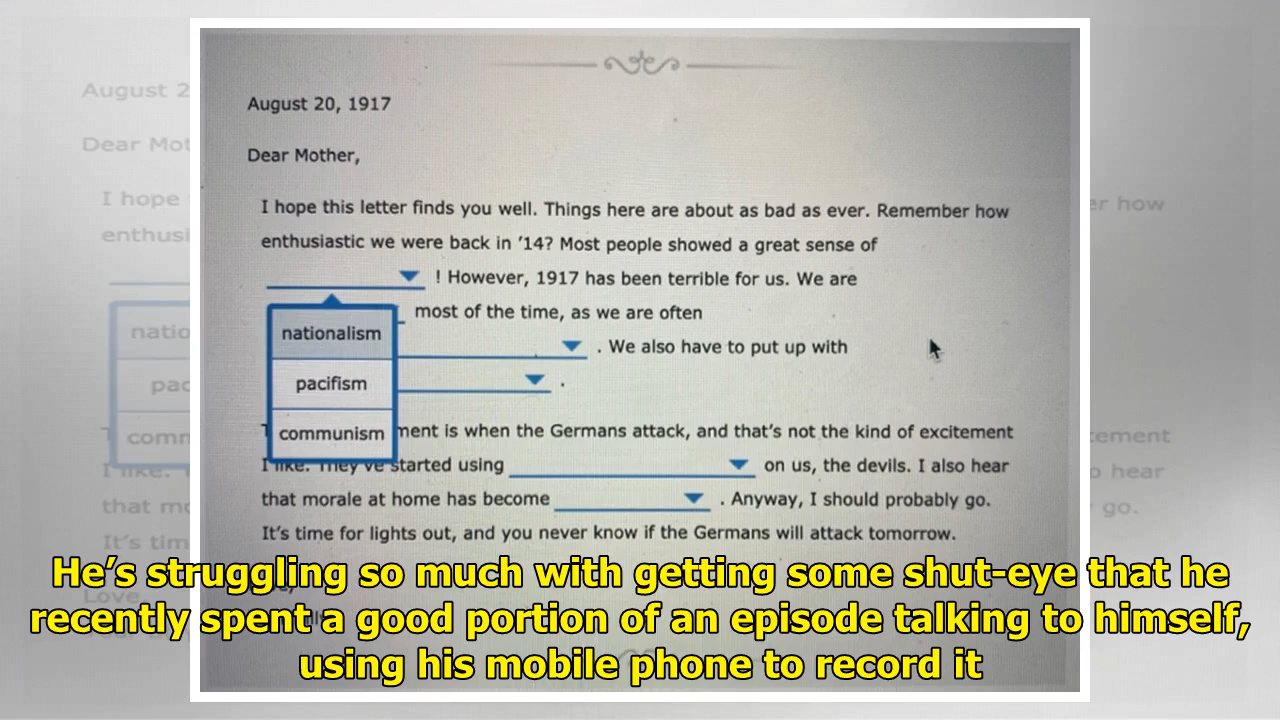 August 20, 1917
Dear Mother,
I hope this letter finds you well. Things here are about as bad as ever. Remember how
enthusiastic we were back in '14? Most people showed a great sense of
! However, 1917 has been terrible for us. We are
most of the time, as we are often
nationalism
. We also have to put up with
pacifism
.
communism
ment is when the Germans attack, and that's not the kind of excitement
I like. They've started using on us, the devils. I also hear
that morale at home has become . Anyway, I should probably go.
It's time for lights out, and you never know if the Germans will attack tomorrow.
He's struggling so much with getting some shut-eye that he
recently spent a good portion of an episode talking to himself,
using his mobile phone to record it